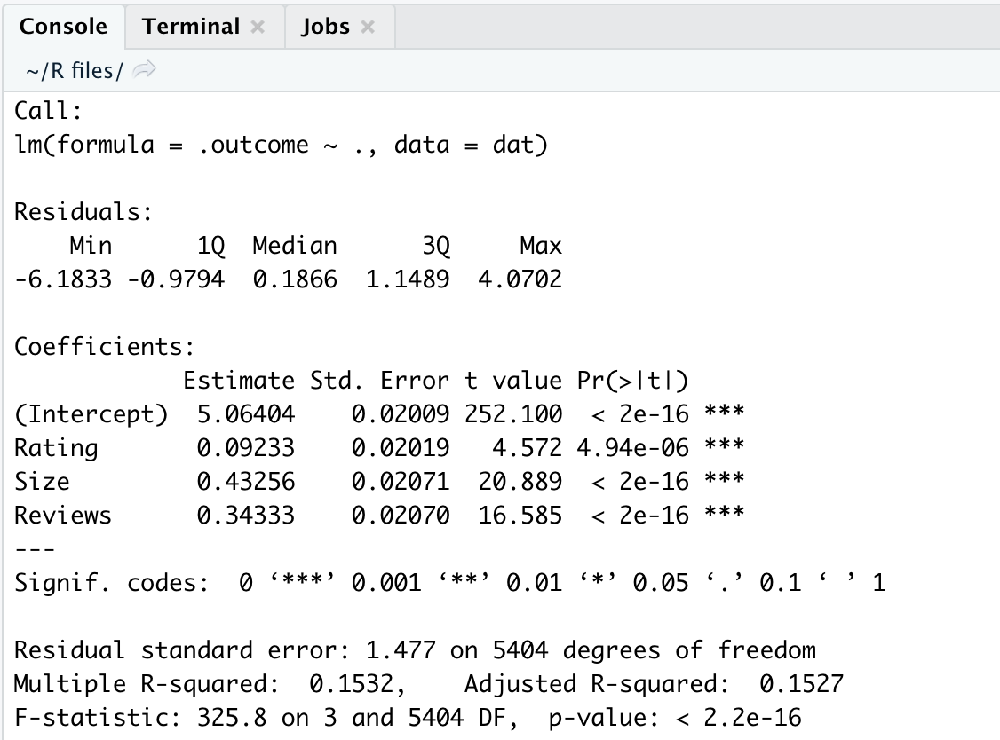 Console Terminal × Jobs ×
~/R files/
Call:
lm(formula = .outcome ~ ., data = dat)
Residuals:
    Min      1Q  Median      3Q     Max
-6.1833 -0.9794  0.1866  1.1489  4.0702
Coefficients:
            Estimate Std. Error t value Pr(>|t|)
(Intercept)  5.06404    0.02009 252.100  < 2e-16 ***
Rating       0.09233    0.02019   4.572 4.94e-06 ***
Size         0.43256    0.02071  20.889  < 2e-16 ***
Reviews      0.34333    0.02070  16.585  < 2e-16 ***
---
Signif. codes:  0 ‘***’ 0.001 ‘**’ 0.01 ‘*’ 0.05 ‘.’ 0.1 ‘ ’ 1
Residual standard error: 1.477 on 5404 degrees of freedom
Multiple R-squared:  0.1532,    Adjusted R-squared:  0.1527
F-statistic: 325.8 on 3 and 5404 DF,  p-value: < 2.2e-16